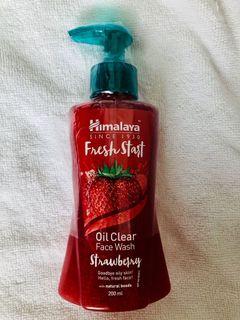 Himalaya
SINCE 1930
Fresh Start
Oil Clear
Face Wash
Strawberry
Goodbye oily skin!
Hello, fresh face!
with natural beads
200 ml